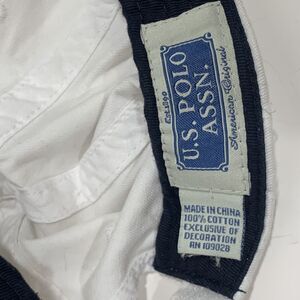 Est. 1890
U.S. POLO
ASSN.
American Original
MADE IN CHINA
100% COTTON
EXCLUSIVE OF
DECORATION
RN 109028